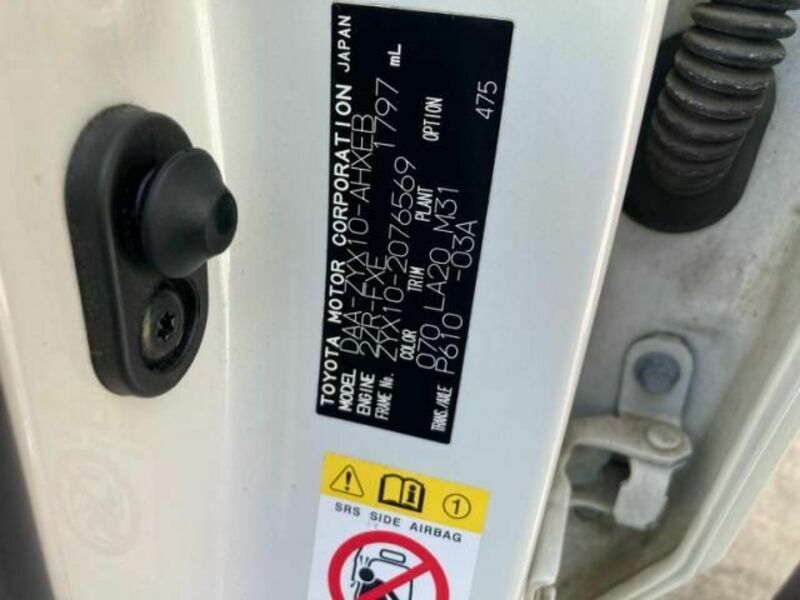 TOYOTA MOTOR CORPORATION JAPAN
MODEL DAA-ZYX10-AHXEB
ENGINE 2ZR-FXE 1797 mL
FRAME No. ZYX10-2076569
COLOR TRIM PLANT OPTION
070 LA20 M31
TRANS./AXLE P610 -03A 475
1
SRS SIDE AIRBAG